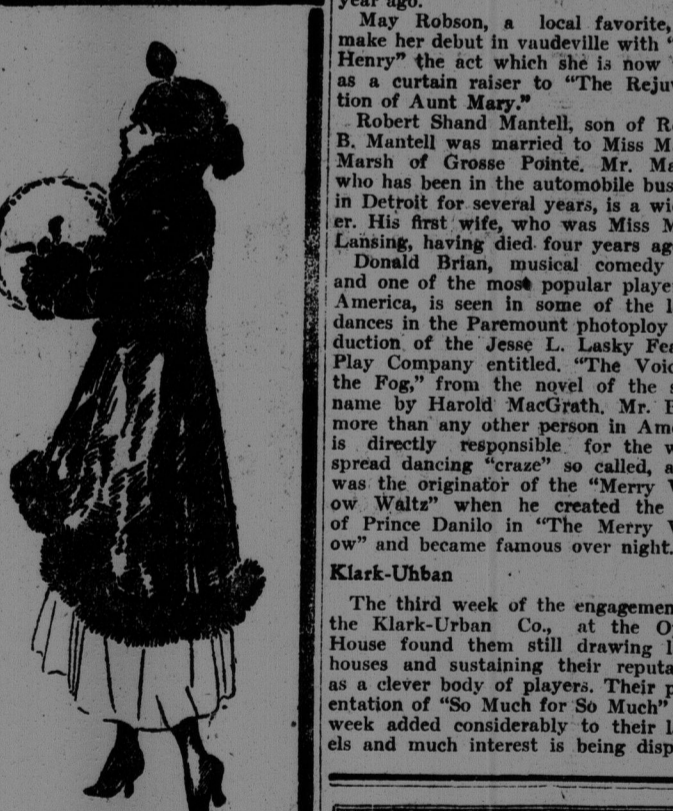 year ago.
May Robson, a local favorite,
make her debut in vaudeville with "
Henry" the act which she is now
as a curtain raiser to "The Reju
tion of Aunt Mary."
Robert Shand Mantell, son of R
B. Mantell was married to Miss M
Marsh of Grosse Pointe. Mr. Ma
who has been in the automobile bus
in Detroit for several years, is a wi
er. His first wife, who was Miss M
Lansing, having died four years ag
Donald Brian, musical comedy
and one of the most popular playe
America, is seen in some of the l
dances in the Paramount photoploy
duction of the Jesse L. Lasky Fea
Play Company entitled. "The Voic
the Fog," from the novel of the s
name by Harold MacGrath. Mr. B
more than any other person in Am
is directly responsible for the w
spread dancing "craze" so called, a
was the originator of the "Merry W
ow Waltz" when he created the
of Prince Danilo in "The Merry W
ow" and became famous over night.
Klark-Uhban
The third week of the engagemen
the Klark-Urban Co., at the O
House found them still drawing l
houses and sustaining their reputa
as a clever body of players. Their p
entation of "So Much for So Much"
week added considerably to their l
els and much interest is being disp